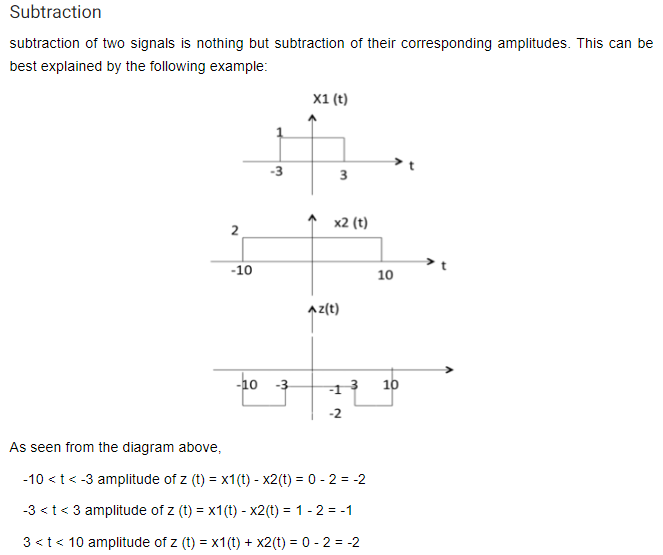 Subtraction
subtraction of two signals is nothing but subtraction of their corresponding amplitudes. This can be
best explained by the following example:
X1 (t)
1
t
-3
3
x2 (t)
2
t
-10
10
z(t)
-10 -3 -1 3 10
-2
As seen from the diagram above,
-10 < t < -3 amplitude of z (t) = x1(t) - x2(t) = 0 - 2 = -2
-3 < t < 3 amplitude of z (t) = x1(t) - x2(t) = 1 - 2 = -1
3 < t < 10 amplitude of z (t) = x1(t) + x2(t) = 0 - 2 = -2